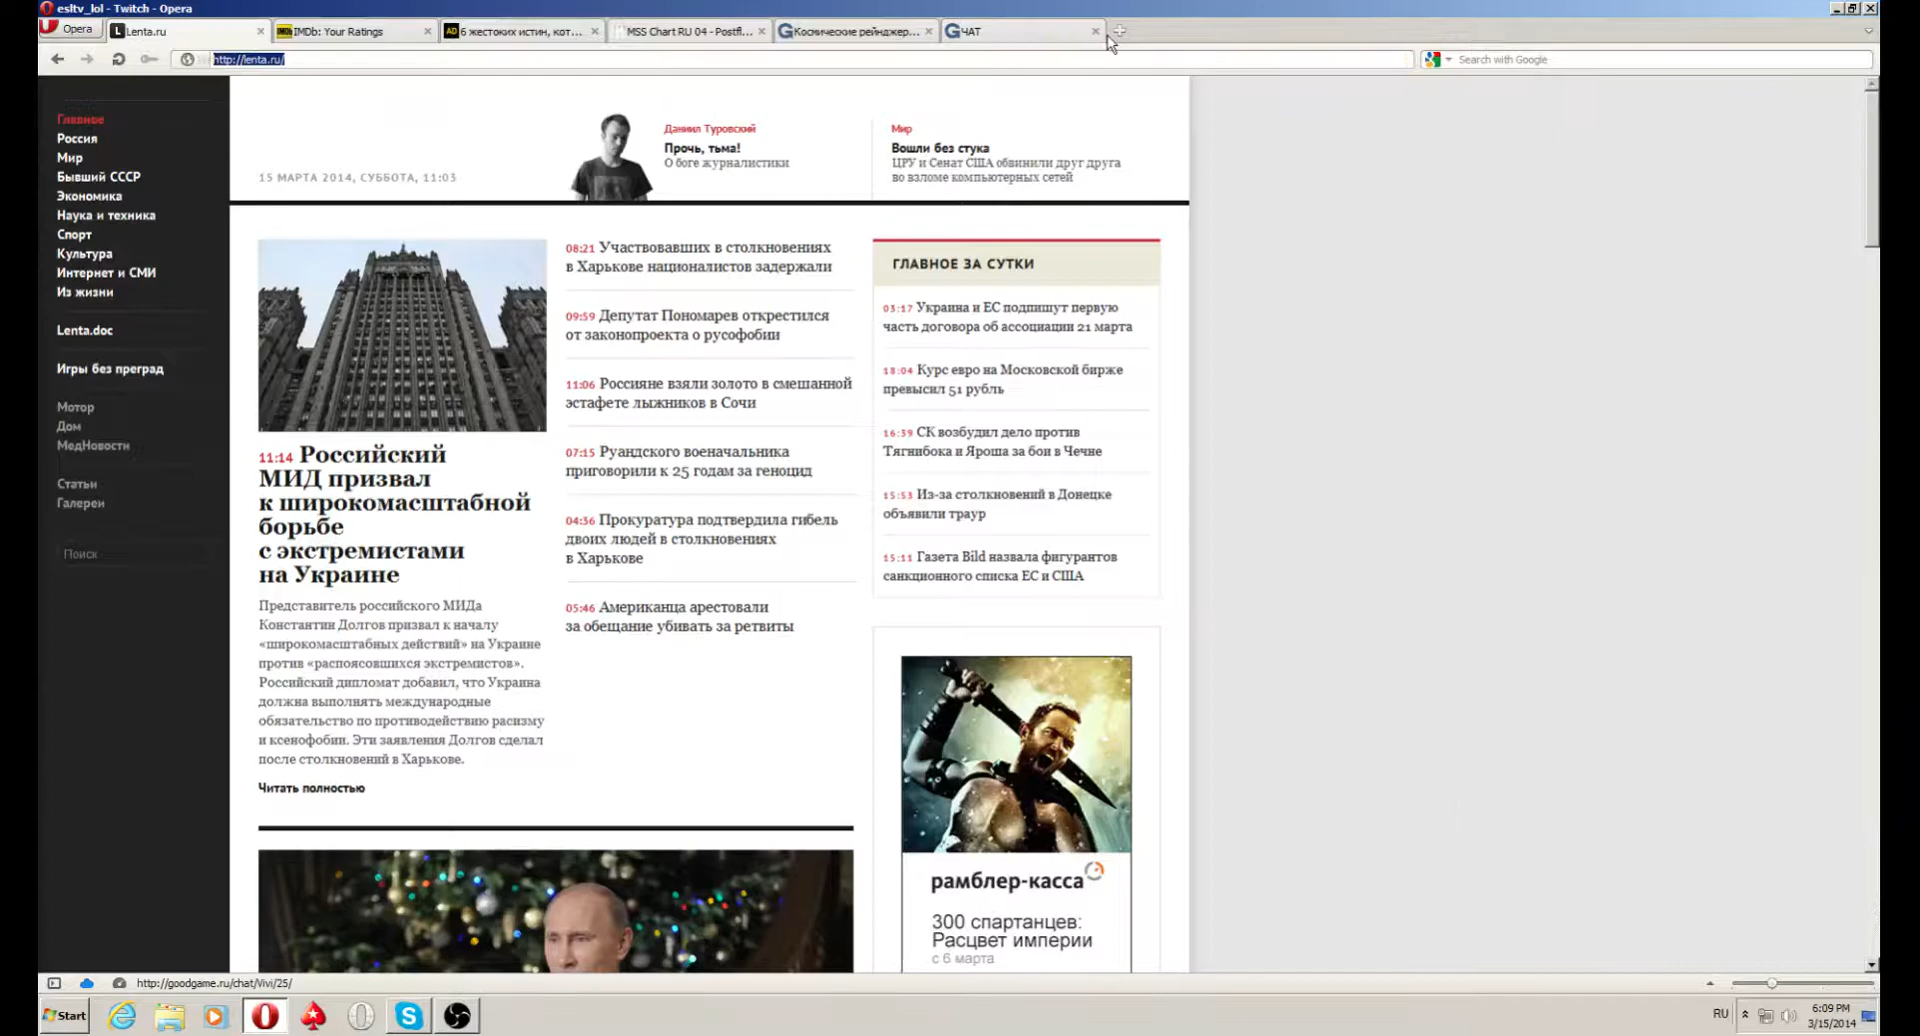 esltv_lol - Twitch - Opera
Opera
Lenta.ru
IMDb: Your Ratings
6 жестоких истин, кот...
MSS Chart RU 04 - Postfl...
Космические рейнджер...
ЧАТ
http://lenta.ru/
Search with Google
Главное
Россия
Мир
Бывший СССР
Экономика
Наука и техника
Спорт
Культура
Интернет и СМИ
Из жизни
Lenta.doc
Игры без преград
Мотор
Дом
МедНовости
Статьи
Галереи
Поиск
15 МАРТА 2014, СУББОТА, 11:03
Даниил Туровский
Прочь, тьма!
О боге журналистики
Мир
Вошли без стука
ЦРУ и Сенат США обвинили друг друга
во взломе компьютерных сетей
11:14 Российский
МИД призвал
к широкомасштабной
борьбе
с экстремистами
на Украине
Представитель российского МИДа
Константин Долгов призвал к началу
«широкомасштабных действий» на Украине
против «распоясовшихся экстремистов».
Российский дипломат добавил, что Украина
должна выполнять международные
обязательство по противодействию расизму
и ксенофобии. Эти заявления Долгов сделал
после столкновений в Харькове.
Читать полностью
08:21 Участвовавших в столкновениях
в Харькове националистов задержали
09:59 Депутат Пономарев открестился
от законопроекта о русофобии
11:06 Россияне взяли золото в смешанной
эстафете лыжников в Сочи
07:15 Руандского военачальника
приговорили к 25 годам за геноцид
04:36 Прокуратура подтвердила гибель
двоих людей в столкновениях
в Харькове
05:46 Американца арестовали
за обещание убивать за ретвиты
ГЛАВНОЕ ЗА СУТКИ
03:17 Украина и ЕС подпишут первую
часть договора об ассоциации 21 марта
18:04 Курс евро на Московской бирже
превысил 51 рубль
16:39 СК возбудил дело против
Тягнибока и Яроша за бои в Чечне
15:53 Из-за столкновений в Донецке
объявили траур
15:11 Газета Bild назвала фигурантов
санкционного списка ЕС и США
рамблер-касса
300 спартанцев:
Расцвет империи
с 6 марта
http://goodgame.ru/chat/Vivi/25/
Start
RU
6:09 PM
3/15/2014